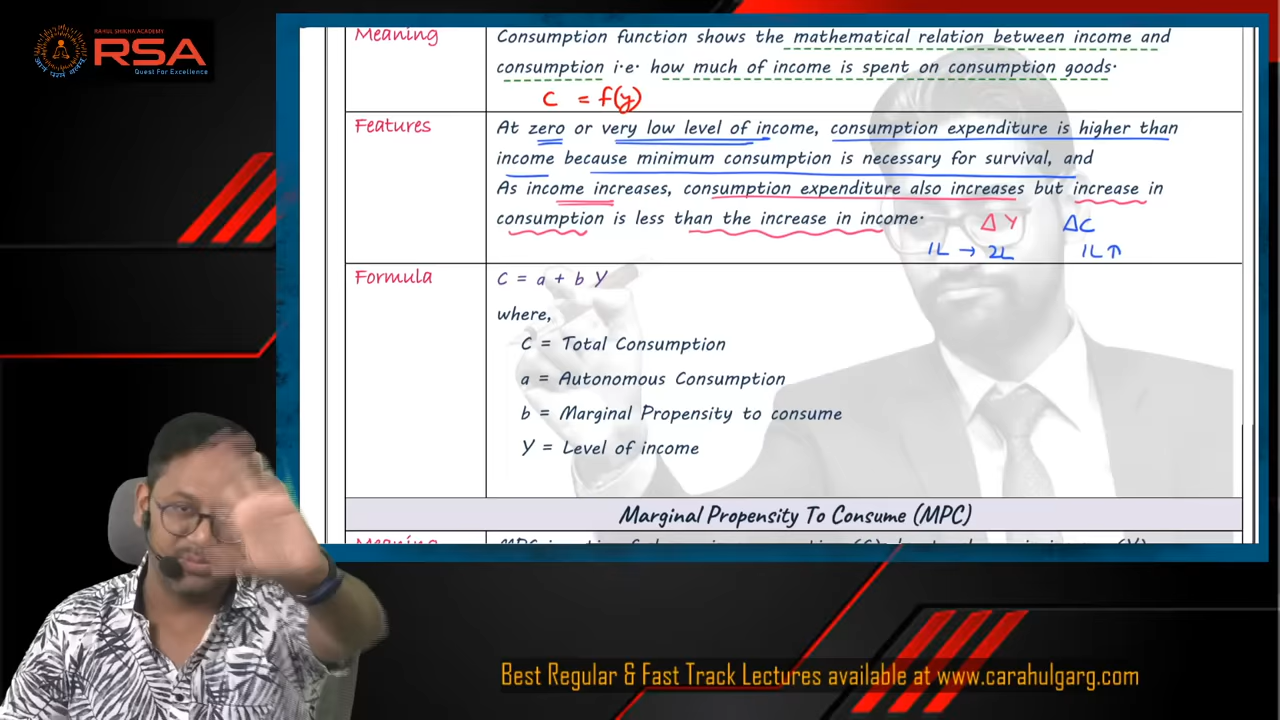 RAHUL SHIKHA ACADEMY
RSA
Quest For Excellence
Meaning
Consumption function shows the mathematical relation between income and
consumption i.e. how much of income is spent on consumption goods.
C = f(y)
Features
At zero or very low level of income, consumption expenditure is higher than
income because minimum consumption is necessary for survival, and
As income increases, consumption expenditure also increases but increase in
consumption is less than the increase in income.
Δ Y ΔC
1L → 2L 1L ↑
Formula
C = a + b Y
where,
C = Total Consumption
a = Autonomous Consumption
b = Marginal Propensity to consume
Y = Level of income
Marginal Propensity To Consume (MPC)
Meaning
Best Regular & Fast Track Lectures available at www.carahulgarg.com